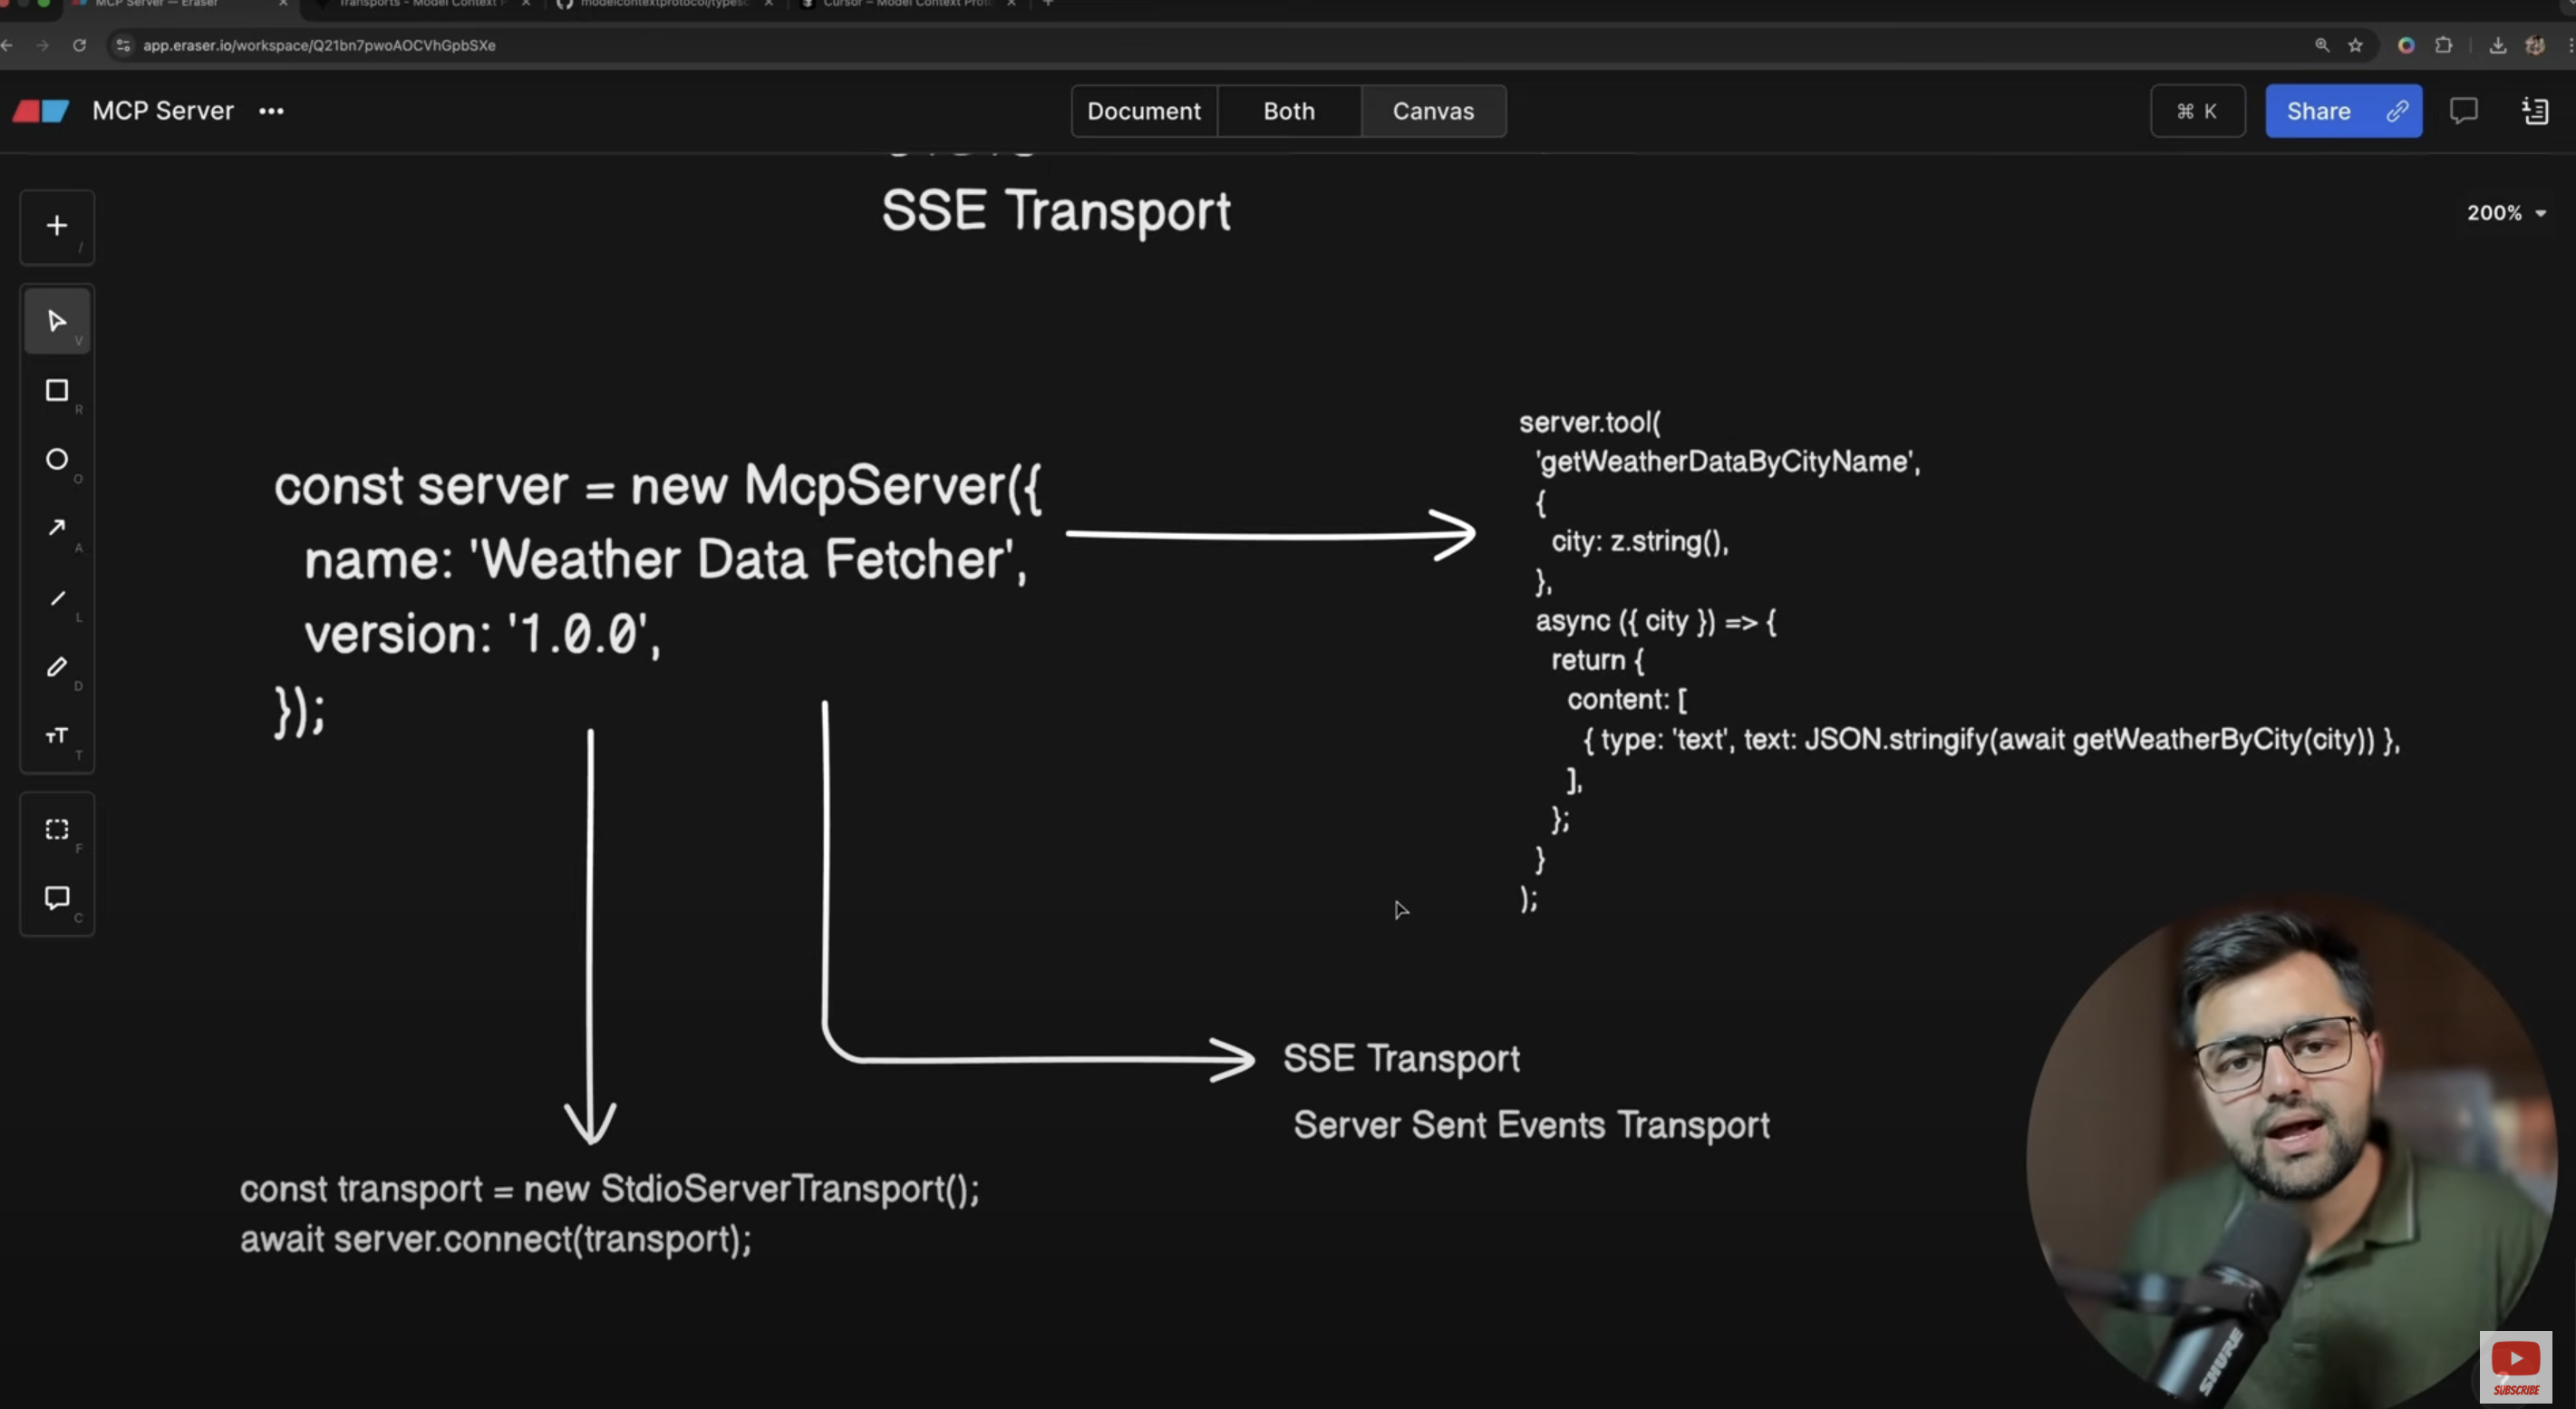 MCP Server — Eraser
Transports - Model Context P
modelcontextprotocol/typesc
Cursor – Model Context Proto
app.eraser.io/workspace/Q21bn7pwoAOCVhGpbSXe
MCP Server
Document
Both
Canvas
⌘ K
Share
200%
SSE Transport
/
V
R
O
A
L
D
T
F
C
const server = new McpServer({
name: 'Weather Data Fetcher',
version: '1.0.0',
});
server.tool(
'getWeatherDataByCityName',
{
city: z.string(),
},
async ({ city }) => {
return {
content: [
{ type: 'text', text: JSON.stringify(await getWeatherByCity(city)) },
],
};
}
);
SSE Transport
Server Sent Events Transport
const transport = new StdioServerTransport();
await server.connect(transport);
SHURE
SUBSCRIBE